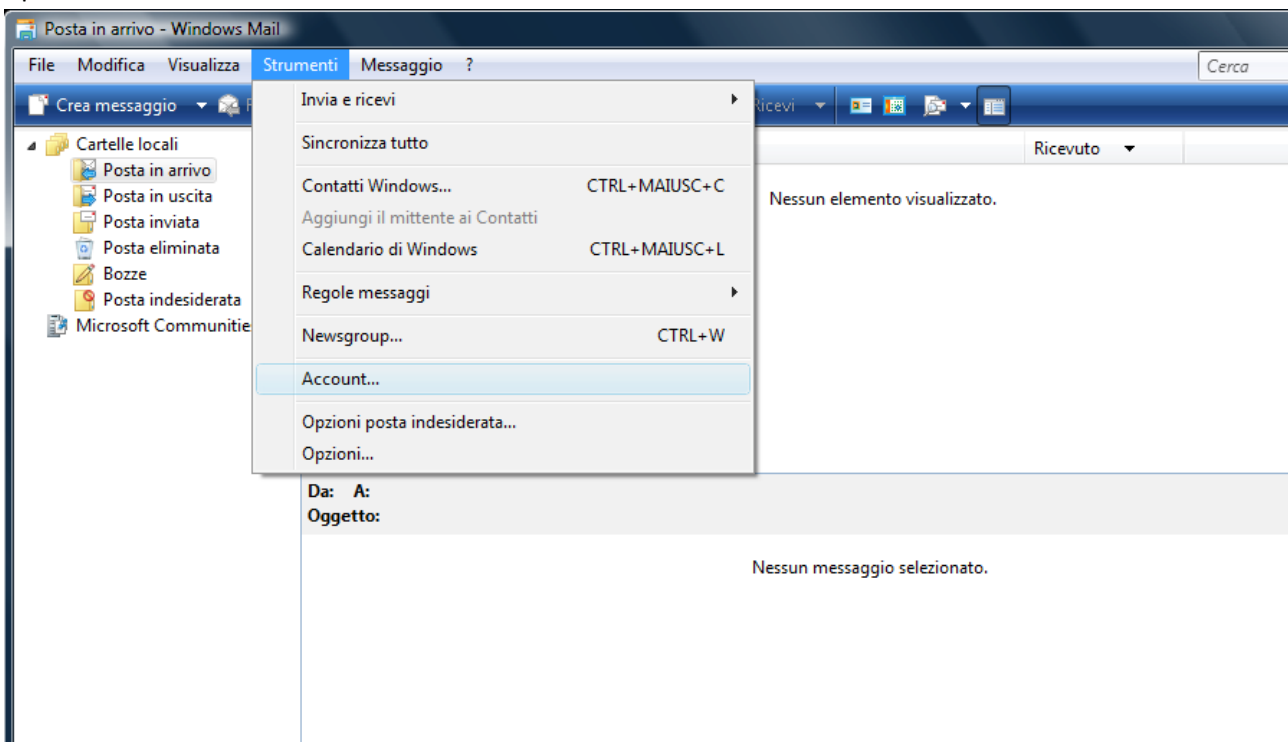 Posta in arrivo - Windows Mail
File Modifica Visualizza Strumenti Messaggio ?
Cerca
Crea messaggio
Ricevi
Invia e ricevi
Sincronizza tutto
Contatti Windows... CTRL+MAIUSC+C
Aggiungi il mittente ai Contatti
Calendario di Windows CTRL+MAIUSC+L
Regole messaggi
Newsgroup... CTRL+W
Account...
Opzioni posta indesiderata...
Opzioni...
Cartelle locali
Posta in arrivo
Posta in uscita
Posta inviata
Posta eliminata
Bozze
Posta indesiderata
Microsoft Communitie
Ricevuto
Nessun elemento visualizzato.
Da: A:
Oggetto:
Nessun messaggio selezionato.